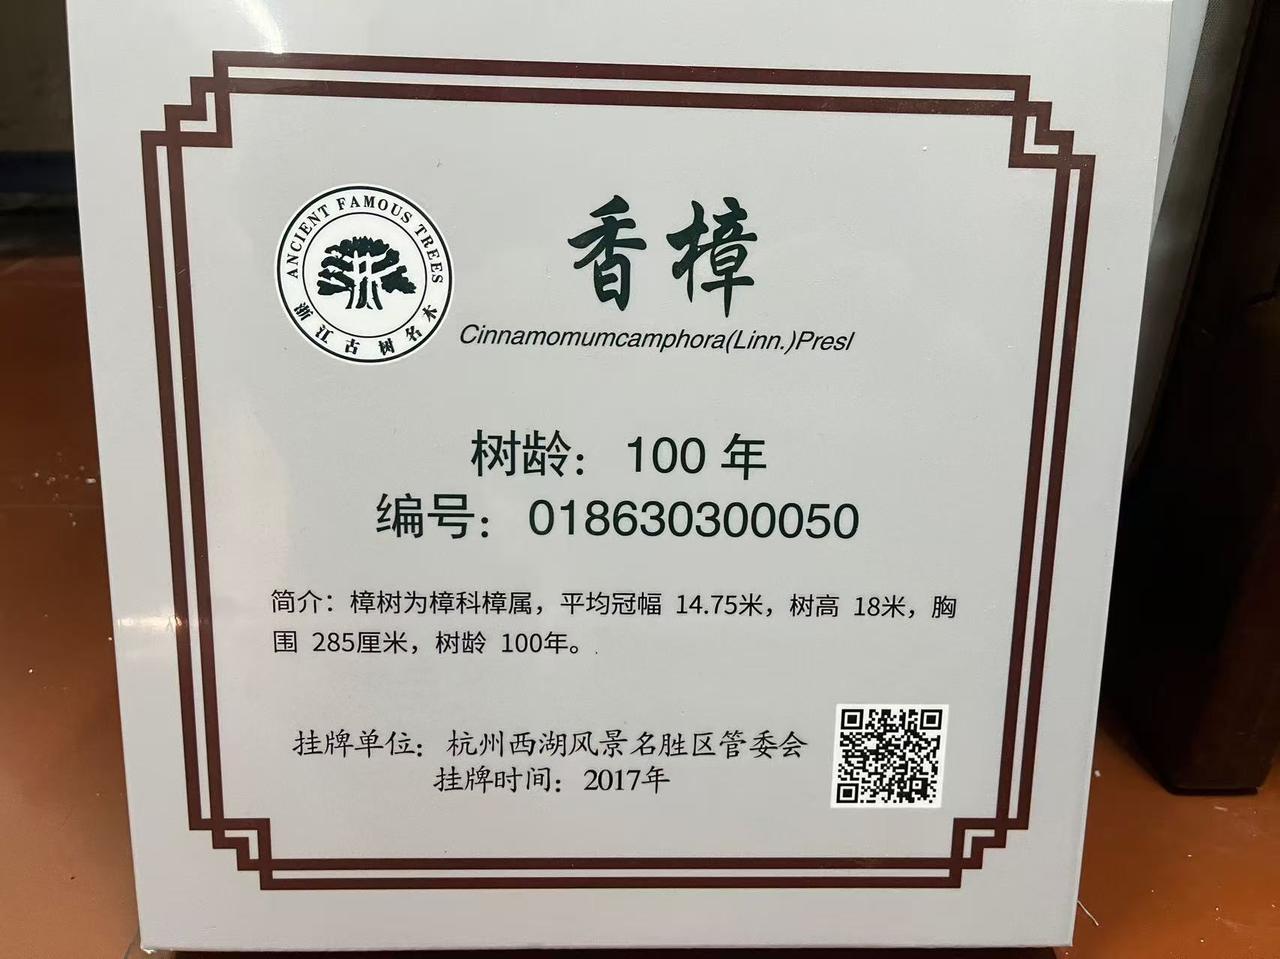 ANCIENT FAMOUS TREES
浙江古树名木
香樟
Cinnamomumcamphora(Linn.)Presl
树龄：100 年
编号：018630300050
简介：樟树为樟科樟属，平均冠幅 14.75米，树高 18米，胸
围 285厘米，树龄 100年。
挂牌单位：杭州西湖风景名胜区管委会
挂牌时间：2017年